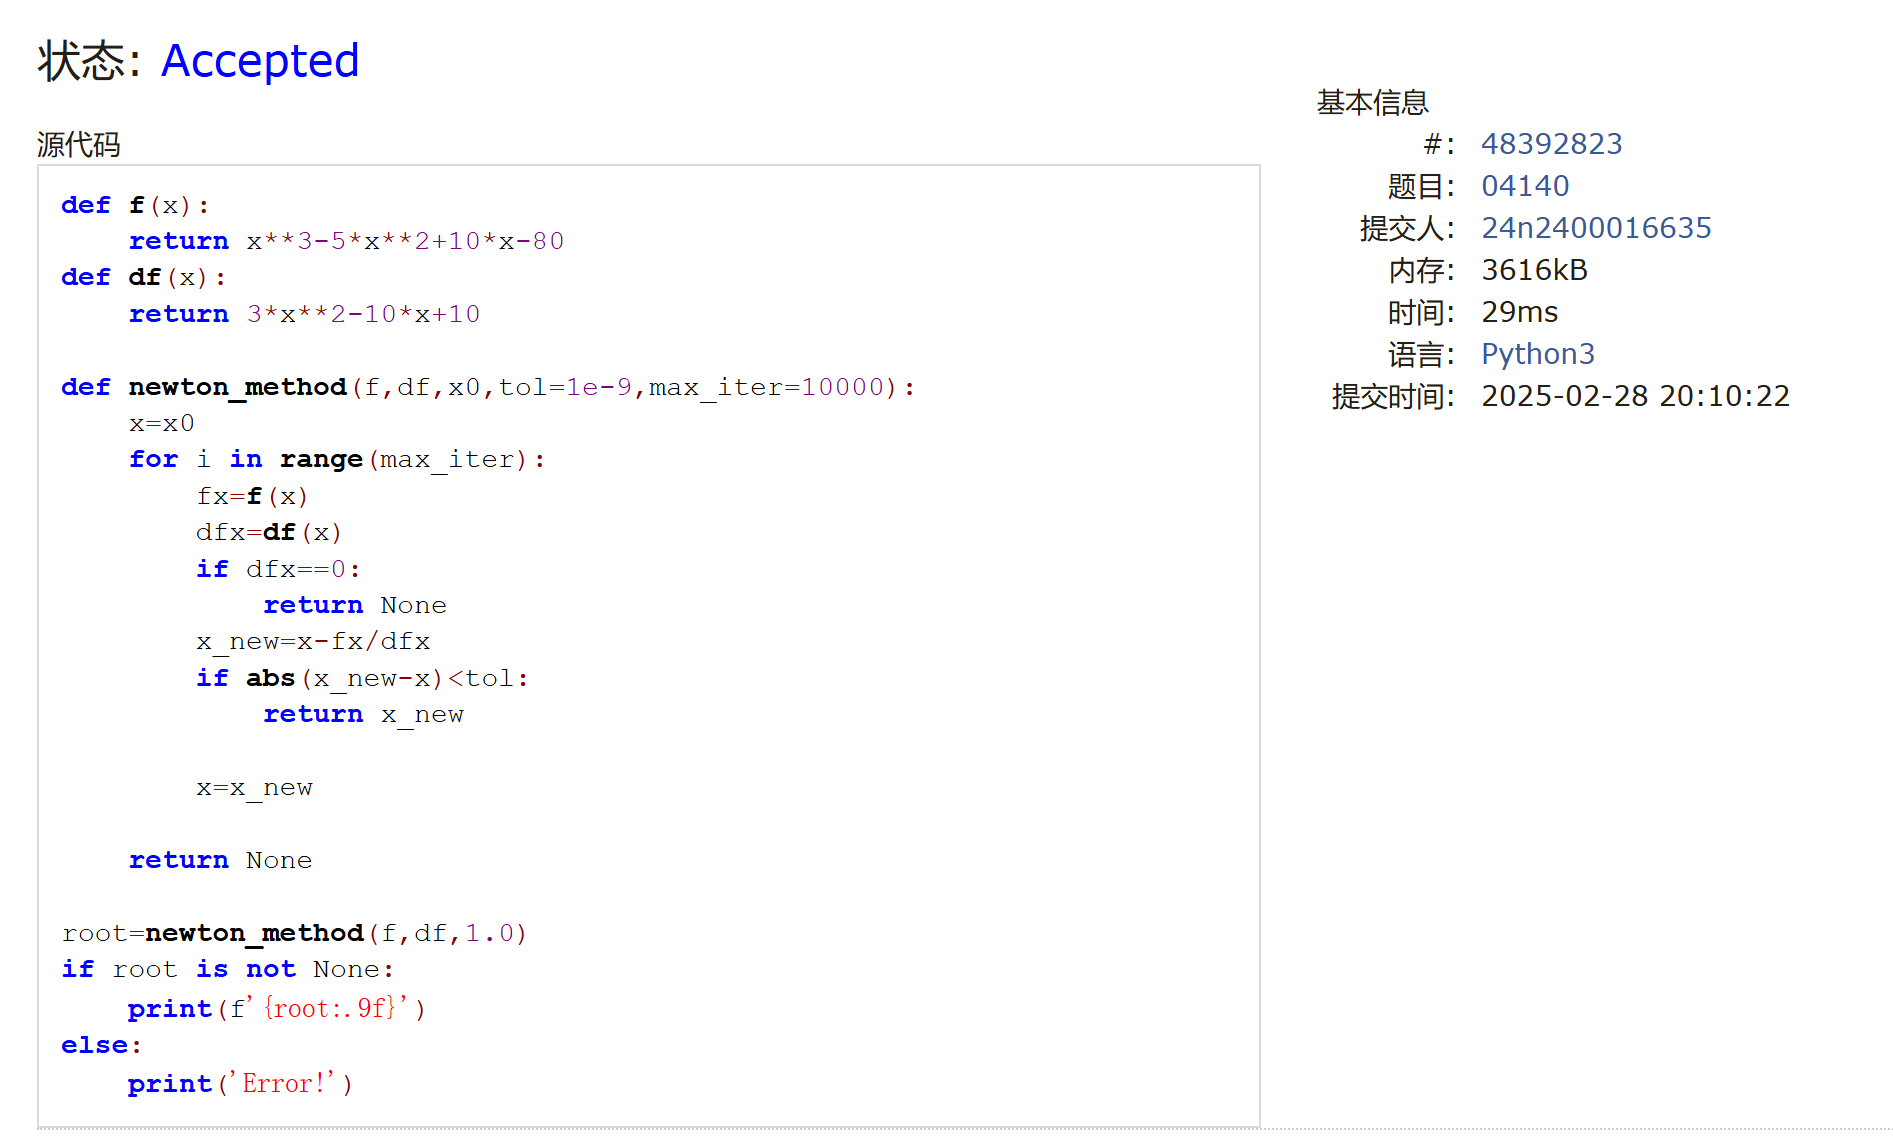 状态: Accepted
源代码
def f(x):
    return x**3-5*x**2+10*x-80
def df(x):
    return 3*x**2-10*x+10
def newton_method(f,df,x0,tol=1e-9,max_iter=10000):
    x=x0
    for i in range(max_iter):
        fx=f(x)
        dfx=df(x)
        if dfx==0:
            return None
        x_new=x-fx/dfx
        if abs(x_new-x)<tol:
            return x_new
        x=x_new
    return None
root=newton_method(f,df,1.0)
if root is not None:
    print(f'{root:.9f}')
else:
    print('Error!')
基本信息
#: 48392823
题目: 04140
提交人: 24n2400016635
内存: 3616kB
时间: 29ms
语言: Python3
提交时间: 2025-02-28 20:10:22